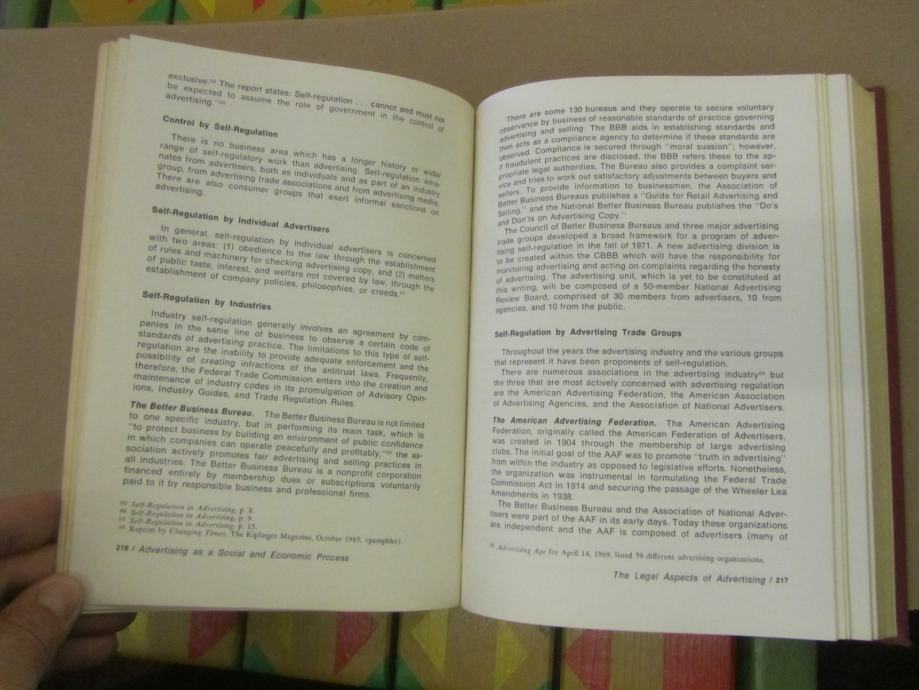 exclusive."⁶⁵ The report states: Self-regulation . . . cannot and must not
be expected to assume the role of government in the control of
advertising."⁶⁶
Control by Self-Regulation
There is no business area which has a longer history or wider
range of self-regulatory work than advertising. Self-regulation ema-
nates from advertisers, both as individuals and as part of an industry
group, from advertising trade associations and from advertising media.
There are also consumer groups that exert informal sanctions on
advertising.
Self-Regulation by Individual Advertisers
In general, self-regulation by individual advertisers is concerned
with two areas: (1) obedience to the law through the establishment
of rules and machinery for checking advertising copy, and (2) matters
of public taste, interest, and welfare not covered by law, through the
establishment of company policies, philosophies, or creeds.⁶⁷
Self-Regulation by Industries
Industry self-regulation generally involves an agreement by com-
panies in the same line of business to observe a certain code of
standards of advertising practice. The limitations to this type of self-
regulation are the inability to provide adequate enforcement and the
possibility of creating infractions of the antitrust laws. Frequently,
therefore, the Federal Trade Commission enters into the creation and
maintenance of industry codes in its promulgation of Advisory Opin-
ions, Industry Guides, and Trade Regulation Rules.
The Better Business Bureau. The Better Business Bureau is not limited
to one specific industry, but in performing its main task, which is
"to protect business by building an environment of public confidence
in which companies can operate peacefully and profitably,"⁶⁸ the as-
sociation actively promotes fair advertising and selling practices in
all industries. The Better Business Bureau is a nonprofit corporation
financed entirely by membership dues or subscriptions voluntarily
paid to it by responsible business and professional firms.
⁶⁵ Self-Regulation in Advertising, p. 8.
⁶⁶ Self-Regulation in Advertising, p. 9.
⁶⁷ Self-Regulation in Advertising, p. 15.
⁶⁸ Reprint by Changing Times, The Kiplinger Magazine, October 1965, (pamphlet).
216 / Advertising as a Social and Economic Process
There are some 130 bureaus and they operate to secure voluntary
observance by business of reasonable standards of practice governing
advertising and selling. The BBB aids in establishing standards and
then acts as a compliance agency to determine if these standards are
observed. Compliance is secured through "moral suasion"; however,
if fraudulent practices are disclosed, the BBB refers these to the ap-
propriate legal authorities. The Bureau also provides a complaint ser-
vice and tries to work out satisfactory adjustments between buyers and
sellers. To provide information to businessmen, the Association of
Better Business Bureaus publishes a "Guide for Retail Advertising and
Selling," and the National Better Business Bureau publishes the "Do's
and Don'ts on Advertising Copy."
The Council of Better Business Bureaus and three major advertising
trade groups developed a broad framework for a program of adver-
tising self-regulation in the fall of 1971. A new advertising division is
to be created within the CBBB which will have the responsibility for
monitoring advertising and acting on complaints regarding the honesty
of advertising. The advertising unit, which is yet to be constituted at
this writing, will be composed of a 50-member National Advertising
Review Board, comprised of 30 members from advertisers, 10 from
agencies, and 10 from the public.
Self-Regulation by Advertising Trade Groups
Throughout the years the advertising industry and the various groups
that represent it have been proponents of self-regulation.
There are numerous associations in the advertising industry⁶⁹ but
the three that are most actively concerned with advertising regulation
are the American Advertising Federation, the American Association
of Advertising Agencies, and the Association of National Advertisers.
The American Advertising Federation. The American Advertising
Federation, originally called the American Federation of Advertisers,
was created in 1904 through the membership of large advertising
clubs. The initial goal of the AAF was to promote "truth in advertising"
from within the industry as opposed to legislative efforts. Nonetheless,
the organization was instrumental in formulating the Federal Trade
Commission Act in 1914 and securing the passage of the Wheeler Lea
Amendments in 1938.
The Better Business Bureau and the Association of National Adver-
tisers were part of the AAF in its early days. Today these organizations
are independent and the AAF is composed of advertisers (many of
⁶⁹ Advertising Age for April 14, 1969, listed 59 different advertising organizations.
The Legal Aspects of Advertising / 217